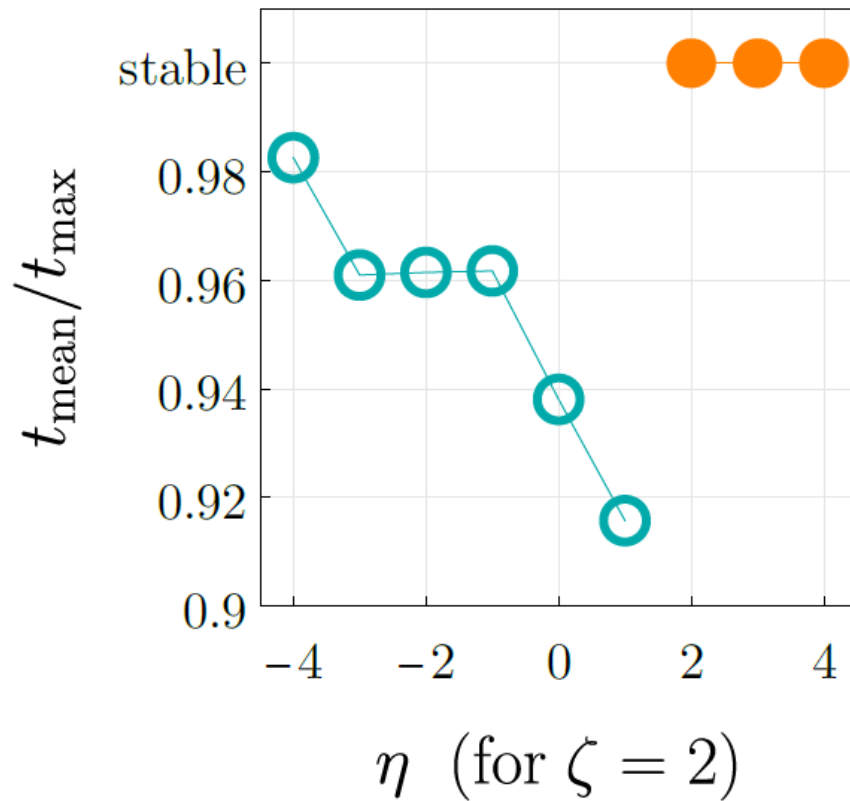 t_mean/t_max
stable
0.98
0.96
0.94
0.92
0.9
−4 −2 0 2 4
η (for ζ = 2)